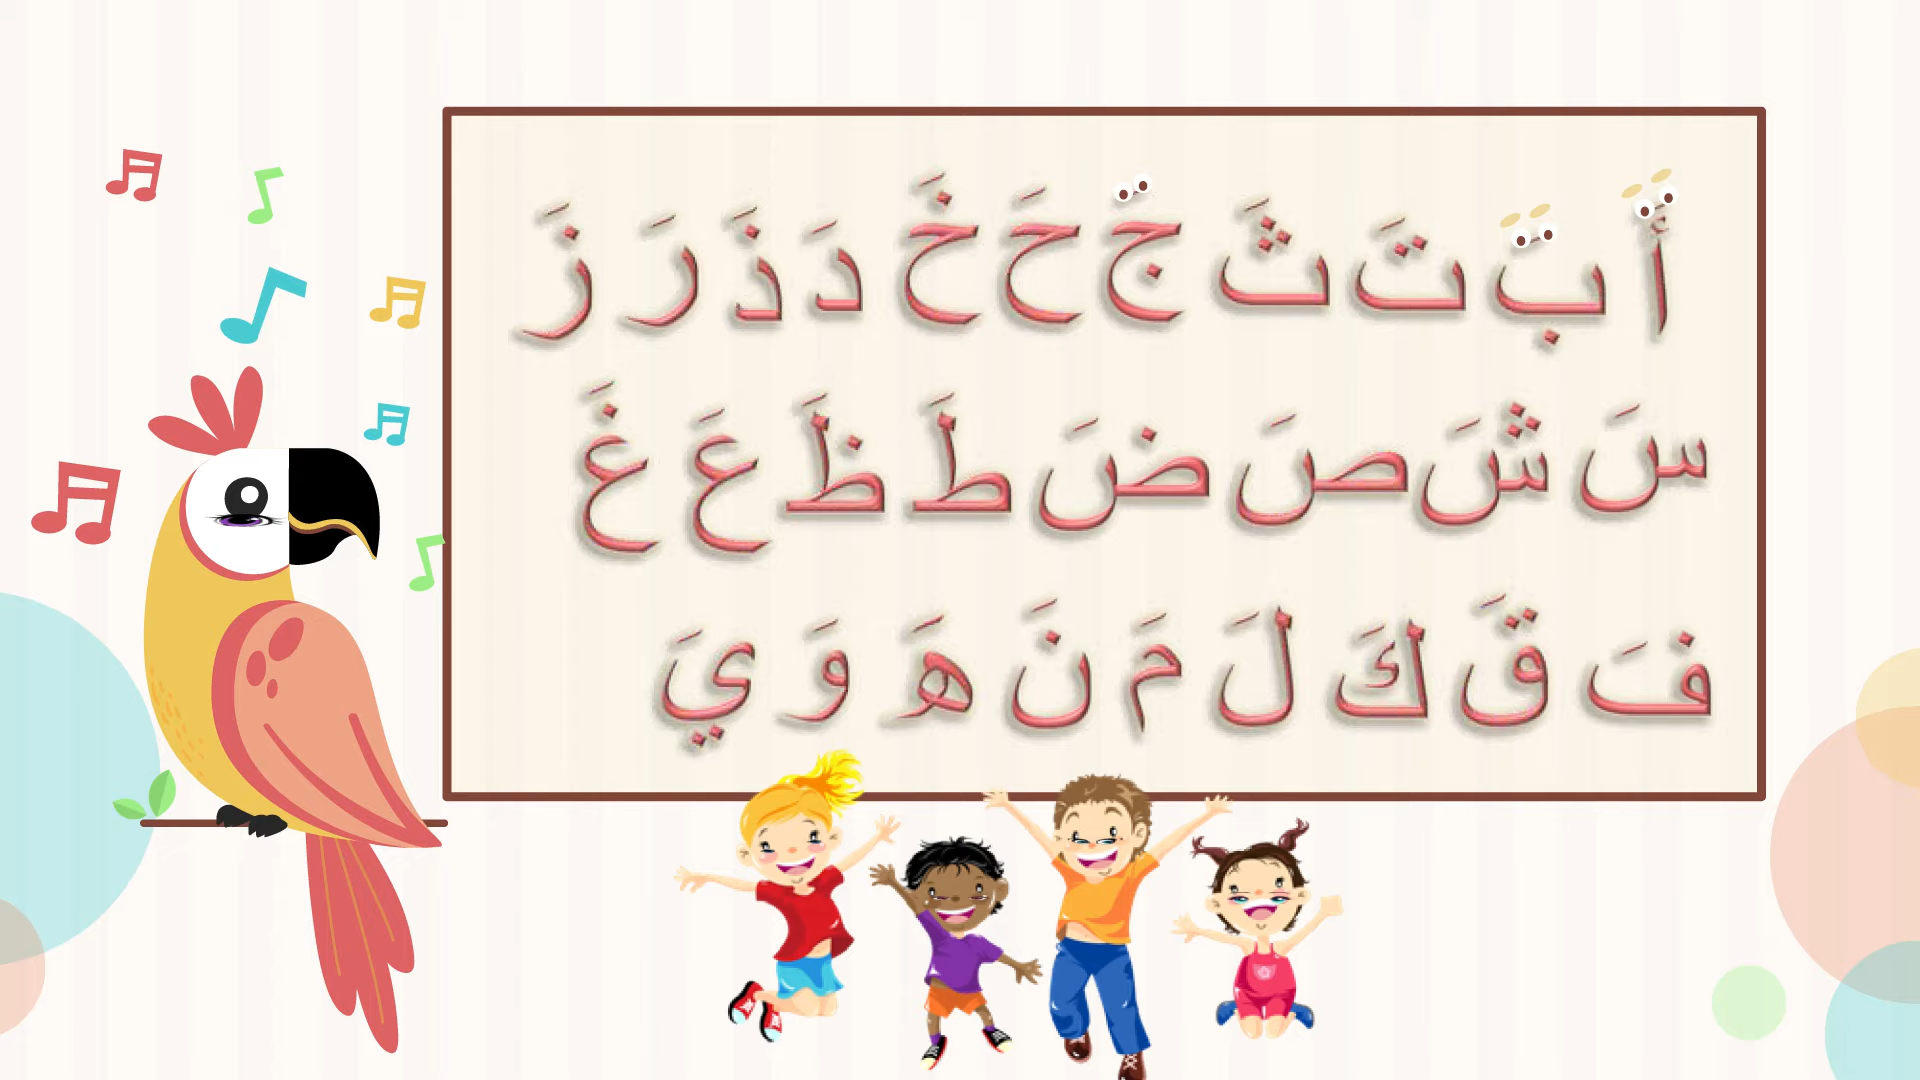 أَ بَ تَ ثَ جَ حَ خَ دَ ذَ رَ زَ
سَ شَ صَ ضَ طَ ظَ عَ غَ
فَ قَ كَ لَ مَ نَ هَ وَ يَ